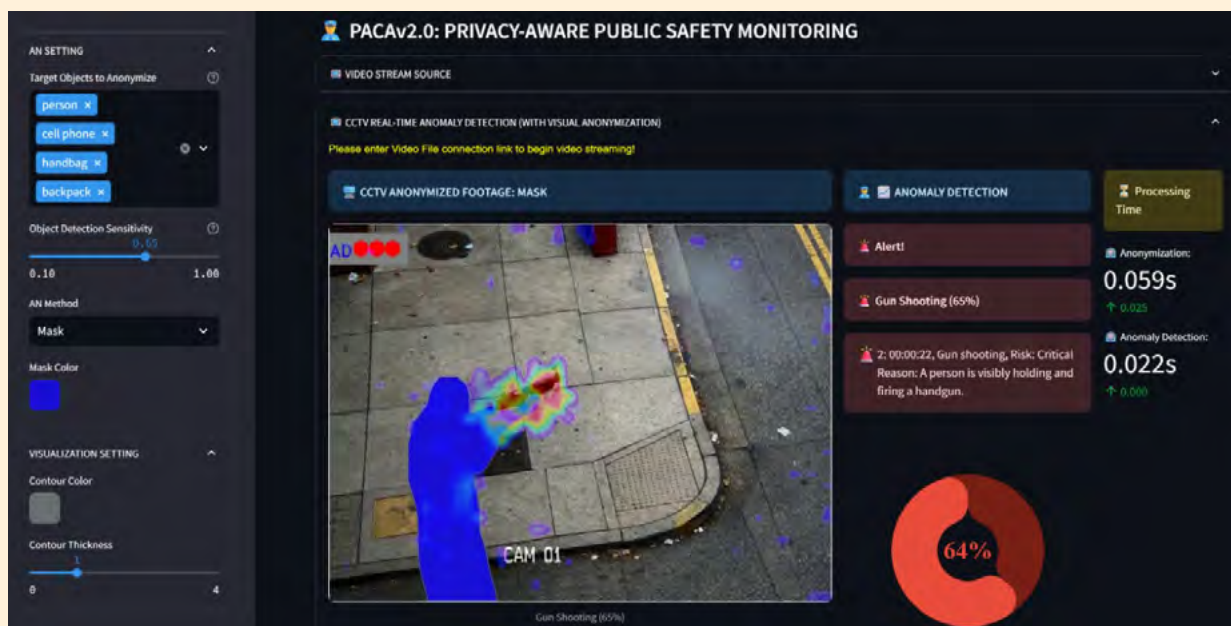 PACAv2.0: PRIVACY-AWARE PUBLIC SAFETY MONITORING
AN SETTING
Target Objects to Anonymize
person ×
cell phone ×
handbag ×
backpack ×
Object Detection Sensitivity
0.65
0.10 1.00
AN Method
Mask
Mask Color
VISUALIZATION SETTING
Contour Color
Contour Thickness
1
0 4
VIDEO STREAM SOURCE
CCTV REAL-TIME ANOMALY DETECTION (WITH VISUAL ANONYMIZATION)
Please enter Video File connection link to begin video streaming!
CCTV ANONYMIZED FOOTAGE: MASK
AD
CAM 01
Gun Shooting (65%)
ANOMALY DETECTION
Alert!
Gun Shooting (65%)
2: 00:00:22, Gun shooting, Risk: Critical
Reason: A person is visibly holding and
firing a handgun.
64%
Processing
Time
Anonymization:
0.059s
↑ 0.025
Anomaly Detection:
0.022s
↑ 0.000